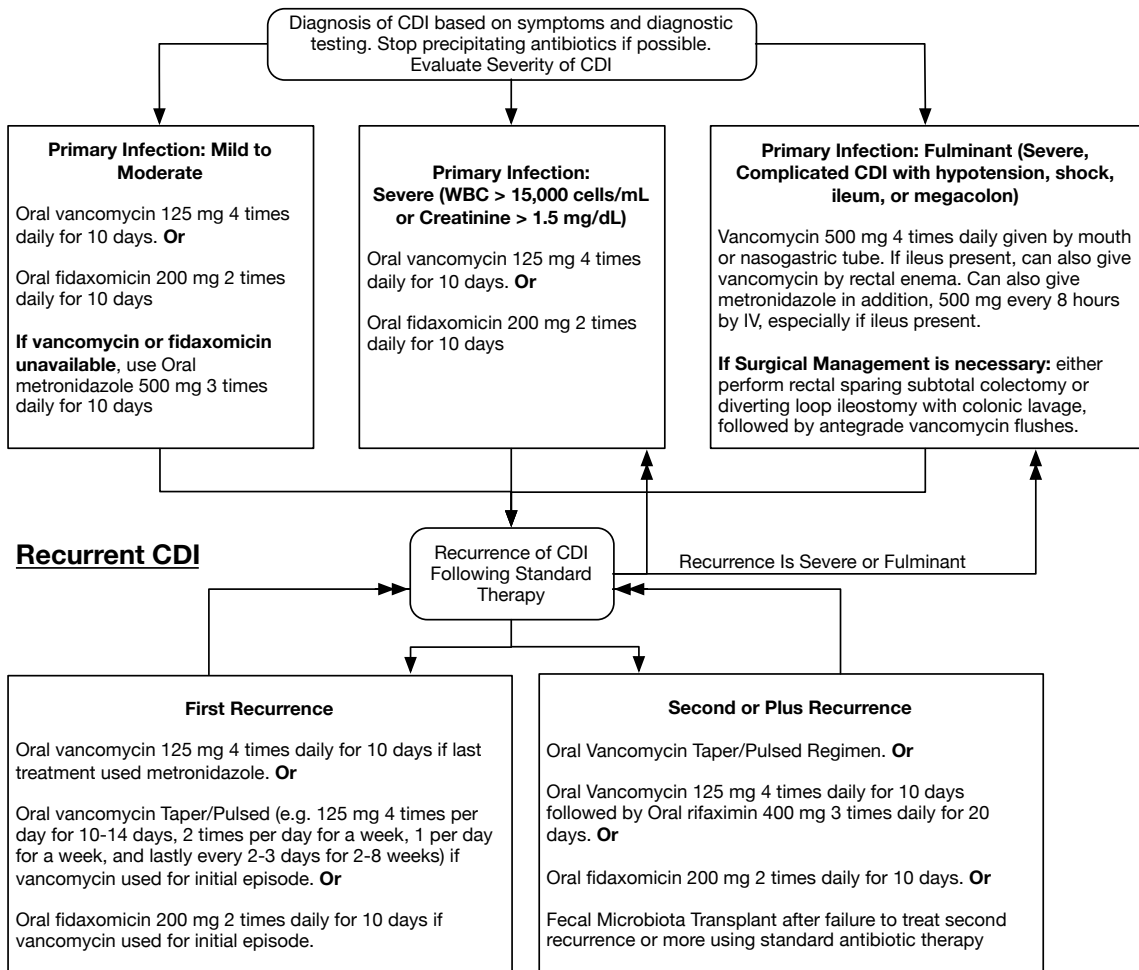 Diagnosis of CDI based on symptoms and diagnostic
testing. Stop precipitating antibiotics if possible.
Evaluate Severity of CDI
Primary Infection: Mild to
Moderate
Oral vancomycin 125 mg 4 times
daily for 10 days. Or
Oral fidaxomicin 200 mg 2 times
daily for 10 days
If vancomycin or fidaxomicin
unavailable, use Oral
metronidazole 500 mg 3 times
daily for 10 days
Primary Infection:
Severe (WBC > 15,000 cells/mL
or Creatinine > 1.5 mg/dL)
Oral vancomycin 125 mg 4 times
daily for 10 days. Or
Oral fidaxomicin 200 mg 2 times
daily for 10 days
Primary Infection: Fulminant (Severe,
Complicated CDI with hypotension, shock,
ileum, or megacolon)
Vancomycin 500 mg 4 times daily given by mouth
or nasogastric tube. If ileus present, can also give
vancomycin by rectal enema. Can also give
metronidazole in addition, 500 mg every 8 hours
by IV, especially if ileus present.
If Surgical Management is necessary: either
perform rectal sparing subtotal colectomy or
diverting loop ileostomy with colonic lavage,
followed by antegrade vancomycin flushes.
Recurrent CDI
Recurrence of CDI
Following Standard
Therapy
Recurrence Is Severe or Fulminant
First Recurrence
Oral vancomycin 125 mg 4 times daily for 10 days if last
treatment used metronidazole. Or
Oral vancomycin Taper/Pulsed (e.g. 125 mg 4 times per
day for 10-14 days, 2 times per day for a week, 1 per day
for a week, and lastly every 2-3 days for 2-8 weeks) if
vancomycin used for initial episode. Or
Oral fidaxomicin 200 mg 2 times daily for 10 days if
vancomycin used for initial episode.
Second or Plus Recurrence
Oral Vancomycin Taper/Pulsed Regimen. Or
Oral Vancomycin 125 mg 4 times daily for 10 days
followed by Oral rifaximin 400 mg 3 times daily for 20
days. Or
Oral fidaxomicin 200 mg 2 times daily for 10 days. Or
Fecal Microbiota Transplant after failure to treat second
recurrence or more using standard antibiotic therapy